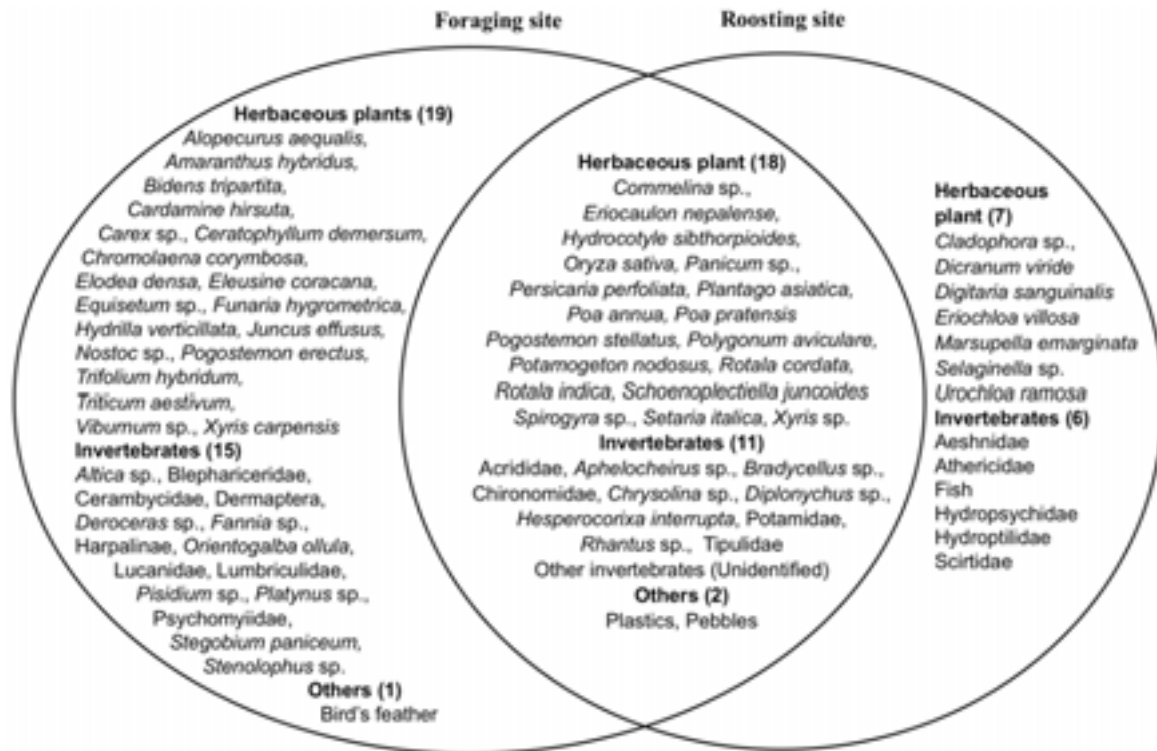 Foraging site
Roosting site
Herbaceous plants (19)
Alopecurus aequalis,
Amaranthus hybridus,
Bidens tripartita,
Cardamine hirsuta,
Carex sp., Ceratophyllum demersum,
Chromolaena corymbosa,
Elodea densa, Eleusine coracana,
Equisetum sp., Funaria hygrometrica,
Hydrilla verticillata, Juncus effusus,
Nostoc sp., Pogostemon erectus,
Trifolium hybridum,
Triticum aestivum,
Viburnum sp., Xyris carpensis
Invertebrates (15)
Altica sp., Blephariceridae,
Cerambycidae, Dermaptera,
Deroceras sp., Fannia sp.,
Harpalinae, Orientogalba ollula,
Lucanidae, Lumbriculidae,
Pisidium sp., Platynus sp.,
Psychomyiidae,
Stegobium paniceum,
Stenolophus sp.
Others (1)
Bird's feather
Herbaceous plant (18)
Commelina sp.,
Eriocaulon nepalense,
Hydrocotyle sibthorpioides,
Oryza sativa, Panicum sp.,
Persicaria perfoliata, Plantago asiatica,
Poa annua, Poa pratensis
Pogostemon stellatus, Polygonum aviculare,
Potamogeton nodosus, Rotala cordata,
Rotala indica, Schoenoplectiella juncoides
Spirogyra sp., Setaria italica, Xyris sp.
Invertebrates (11)
Acrididae, Aphelocheirus sp., Bradycellus sp.,
Chironomidae, Chrysolina sp., Diplonychus sp.,
Hesperocorixa interrupta, Potamidae,
Rhantus sp., Tipulidae
Other invertebrates (Unidentified)
Others (2)
Plastics, Pebbles
Herbaceous
plant (7)
Cladophora sp.,
Dicranum viride
Digitaria sanguinalis
Eriochloa villosa
Marsupella emarginata
Selaginella sp.
Urochloa ramosa
Invertebrates (6)
Aeshnidae
Athericidae
Fish
Hydropsychidae
Hydroptilidae
Scirtidae